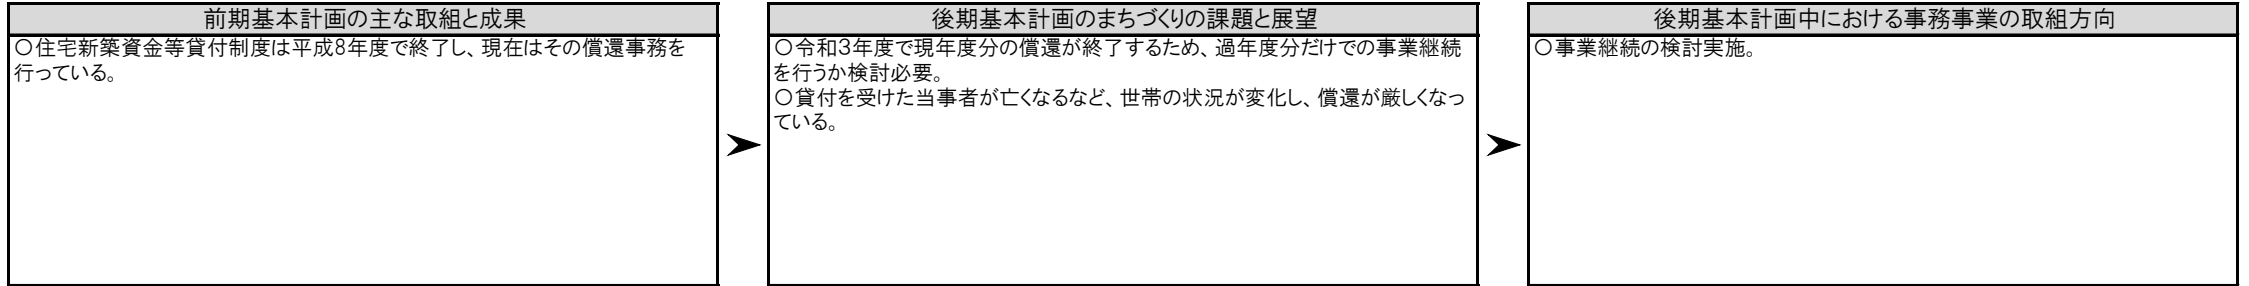 前期基本計画の主な取組と成果
○住宅新築資金等貸付制度は平成8年度で終了し、現在はその償還事務を
行っている。
後期基本計画のまちづくりの課題と展望
○令和3年度で現年度分の償還が終了するため、過年度分だけでの事業継続
を行うか検討必要。
○貸付を受けた当事者が亡くなるなど、世帯の状況が変化し、償還が厳しくなっ
ている。
後期基本計画中における事務事業の取組方向
○事業継続の検討実施。